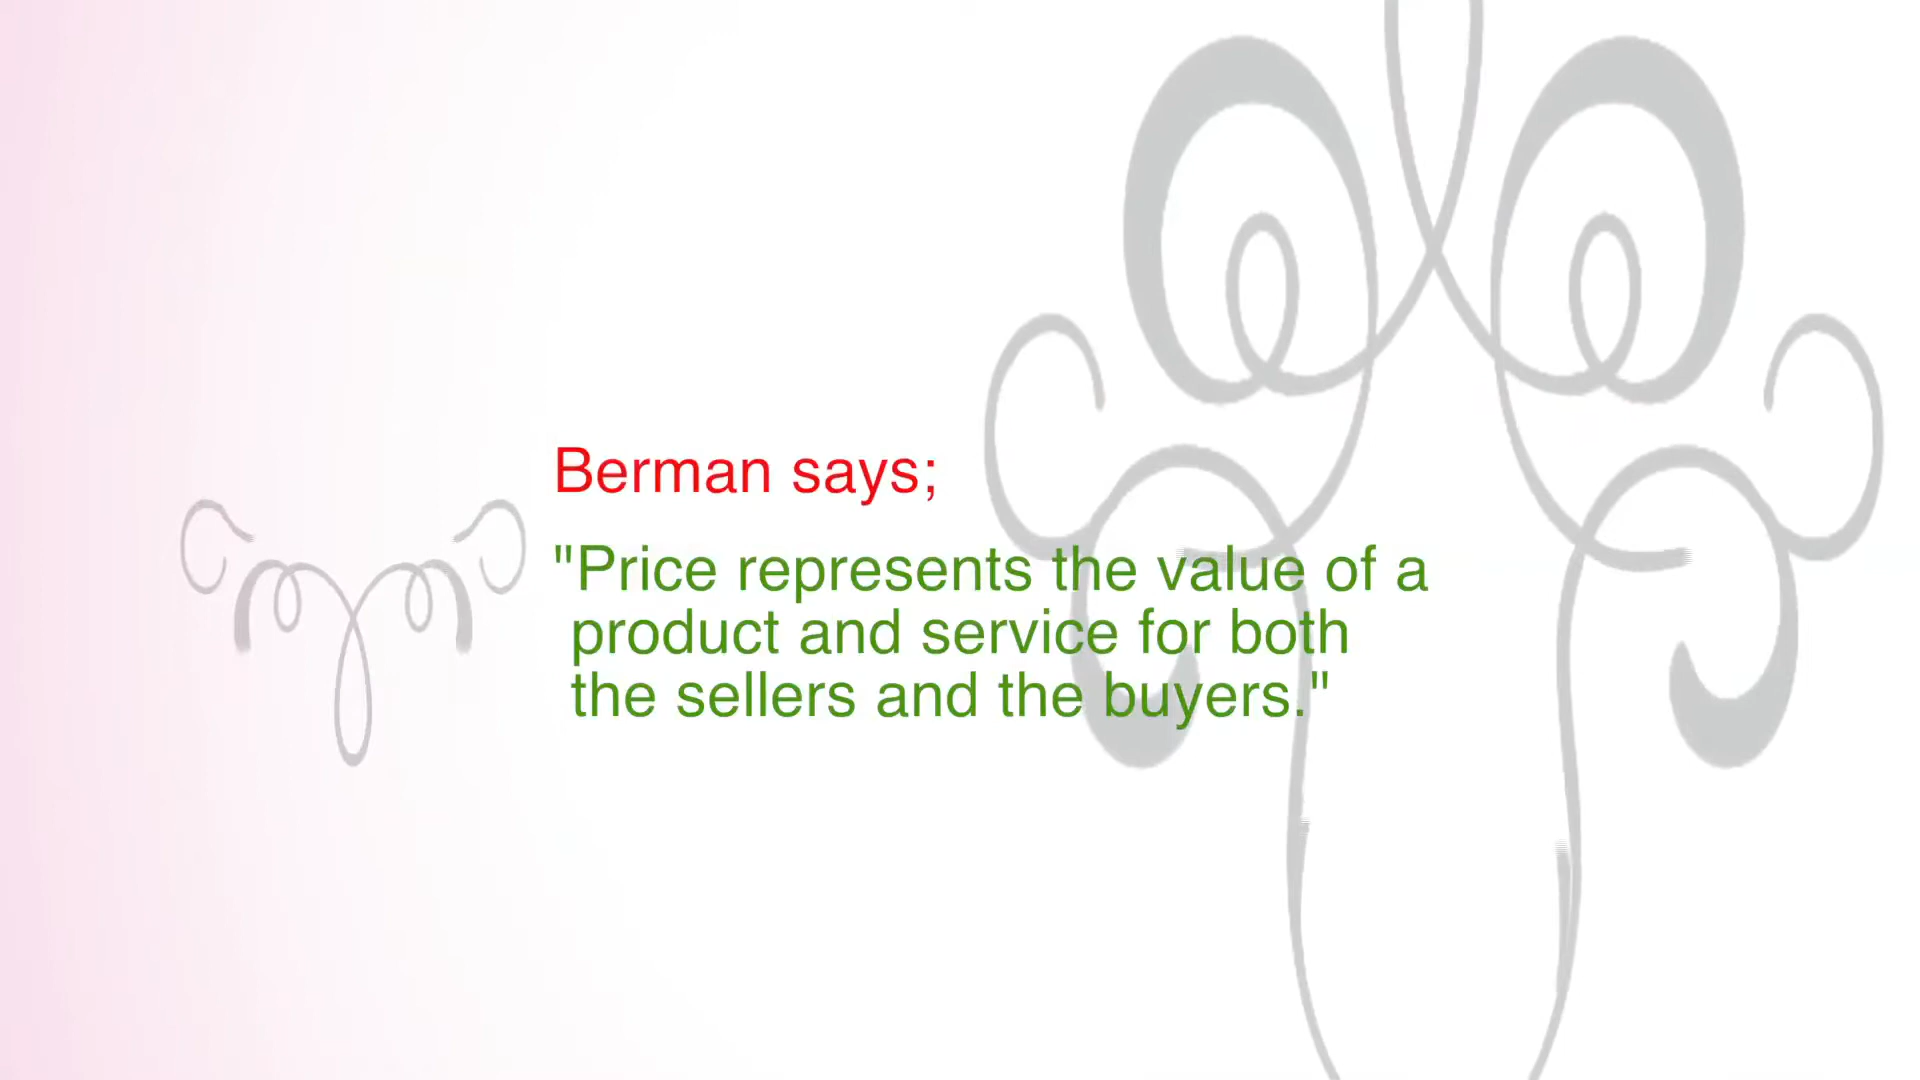 Berman says;
"Price represents the value of a
product and service for both
the sellers and the buyers."